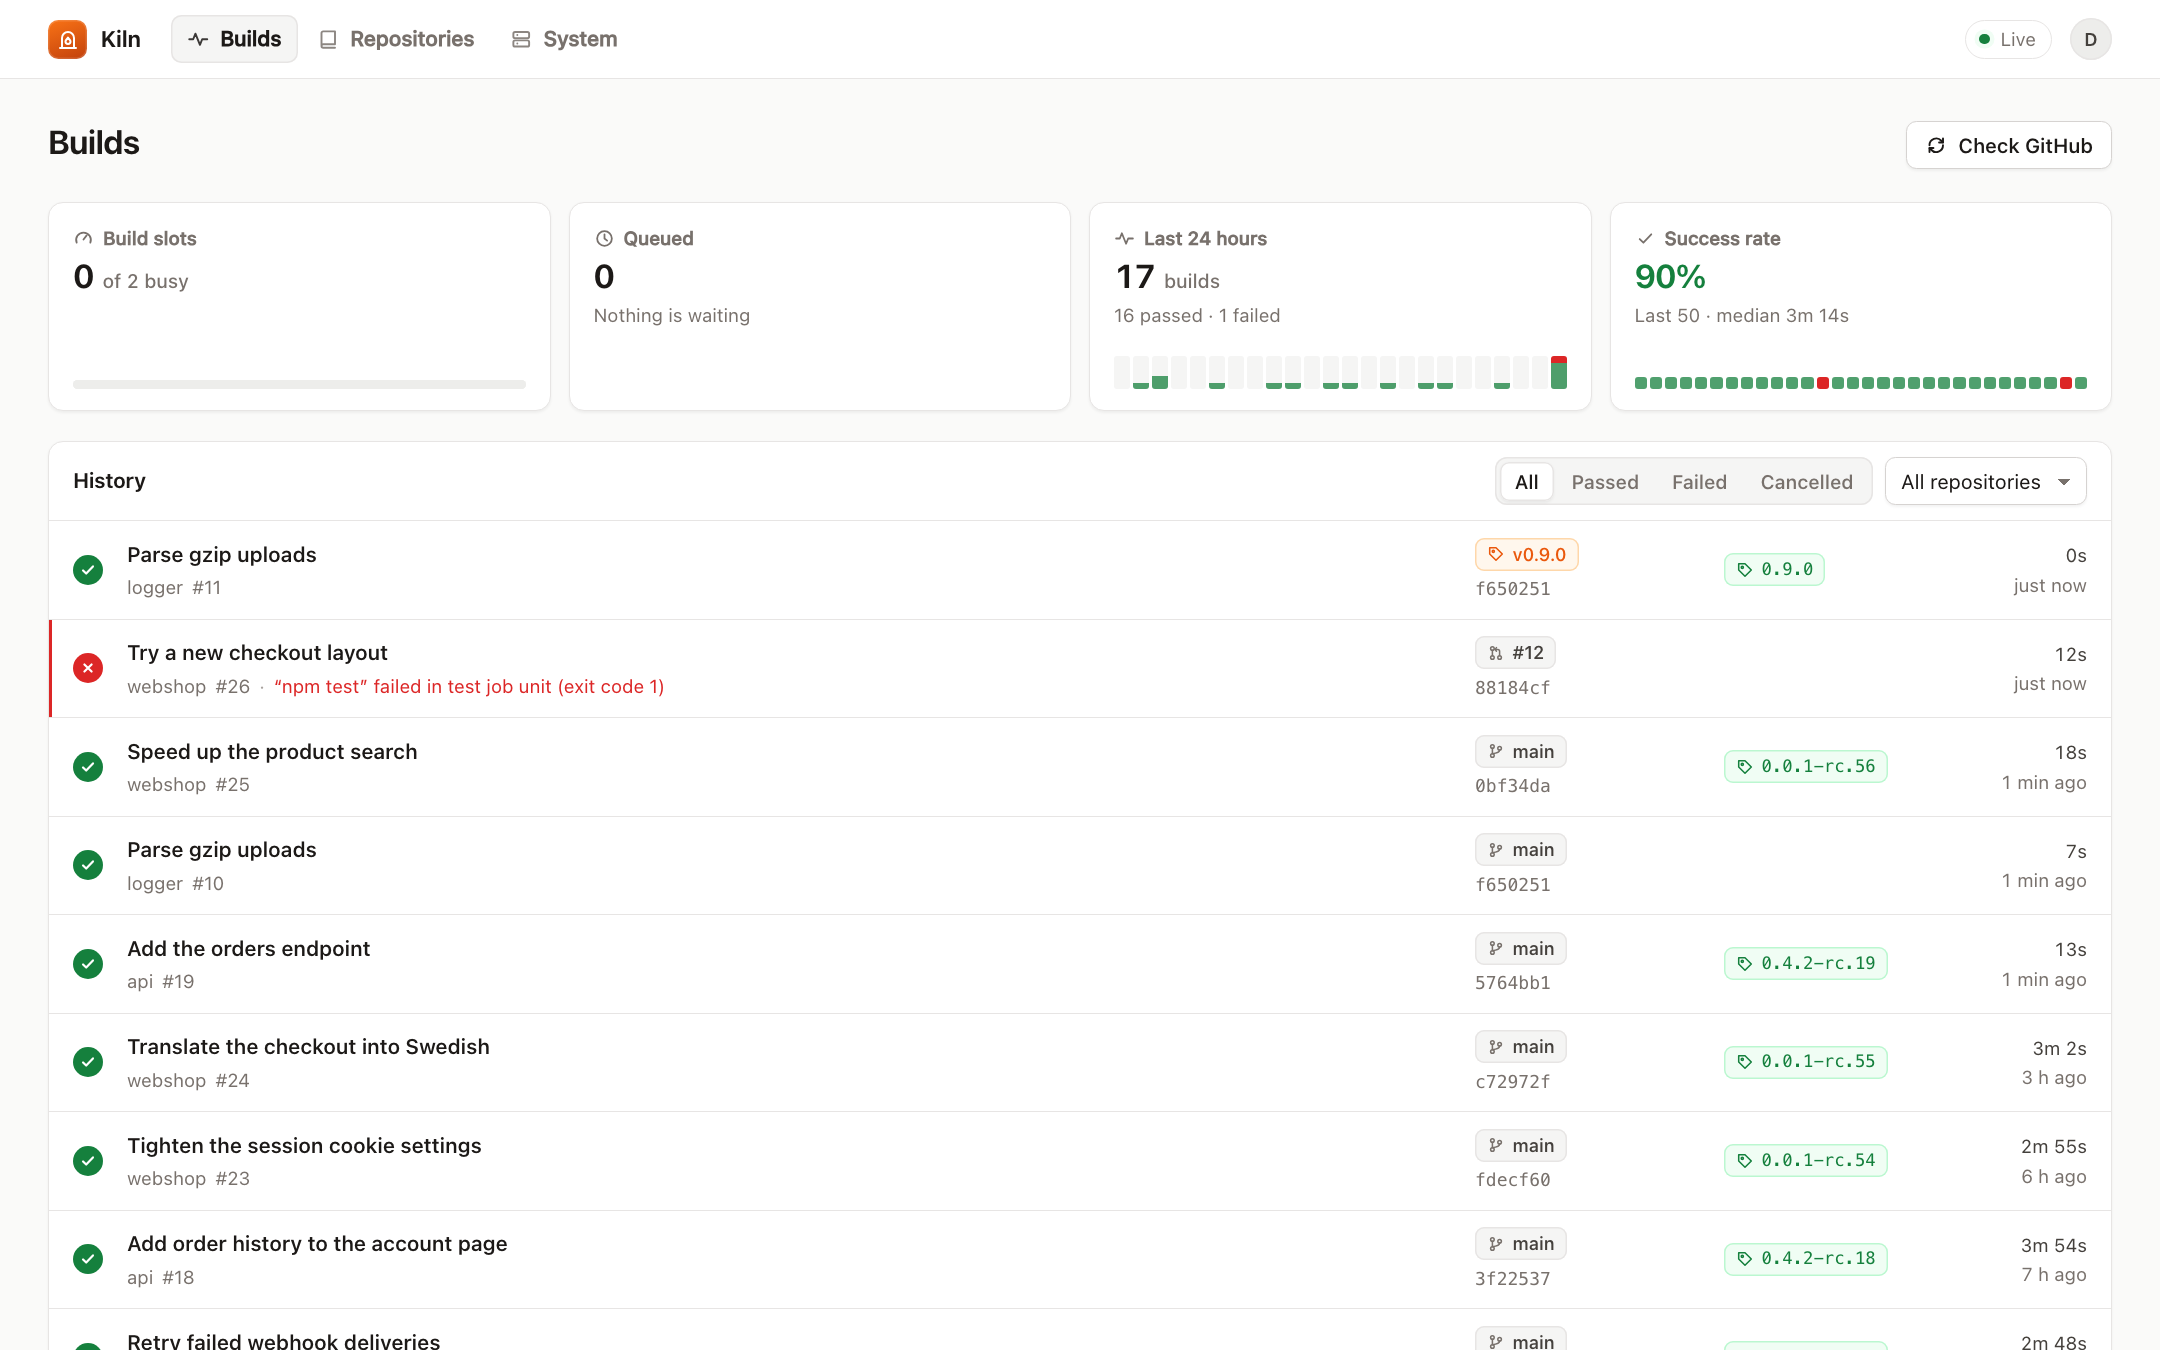 Kiln
Builds
Repositories
System
Live
D
Builds
Check GitHub
Build slots
0 of 2 busy
Queued
0
Nothing is waiting
Last 24 hours
17 builds
16 passed · 1 failed
Success rate
90%
Last 50 · median 3m 14s
History
All
Passed
Failed
Cancelled
All repositories
Parse gzip uploads
logger #11
v0.9.0
f650251
0.9.0
0s
just now
Try a new checkout layout
webshop #26 · “npm test” failed in test job unit (exit code 1)
#12
88184cf
12s
just now
Speed up the product search
webshop #25
main
0bf34da
0.0.1-rc.56
18s
1 min ago
Parse gzip uploads
logger #10
main
f650251
7s
1 min ago
Add the orders endpoint
api #19
main
5764bb1
0.4.2-rc.19
13s
1 min ago
Translate the checkout into Swedish
webshop #24
main
c72972f
0.0.1-rc.55
3m 2s
3 h ago
Tighten the session cookie settings
webshop #23
main
fdecf60
0.0.1-rc.54
2m 55s
6 h ago
Add order history to the account page
api #18
main
3f22537
0.4.2-rc.18
3m 54s
7 h ago
Retry failed webhook deliveries
main
2m 48s